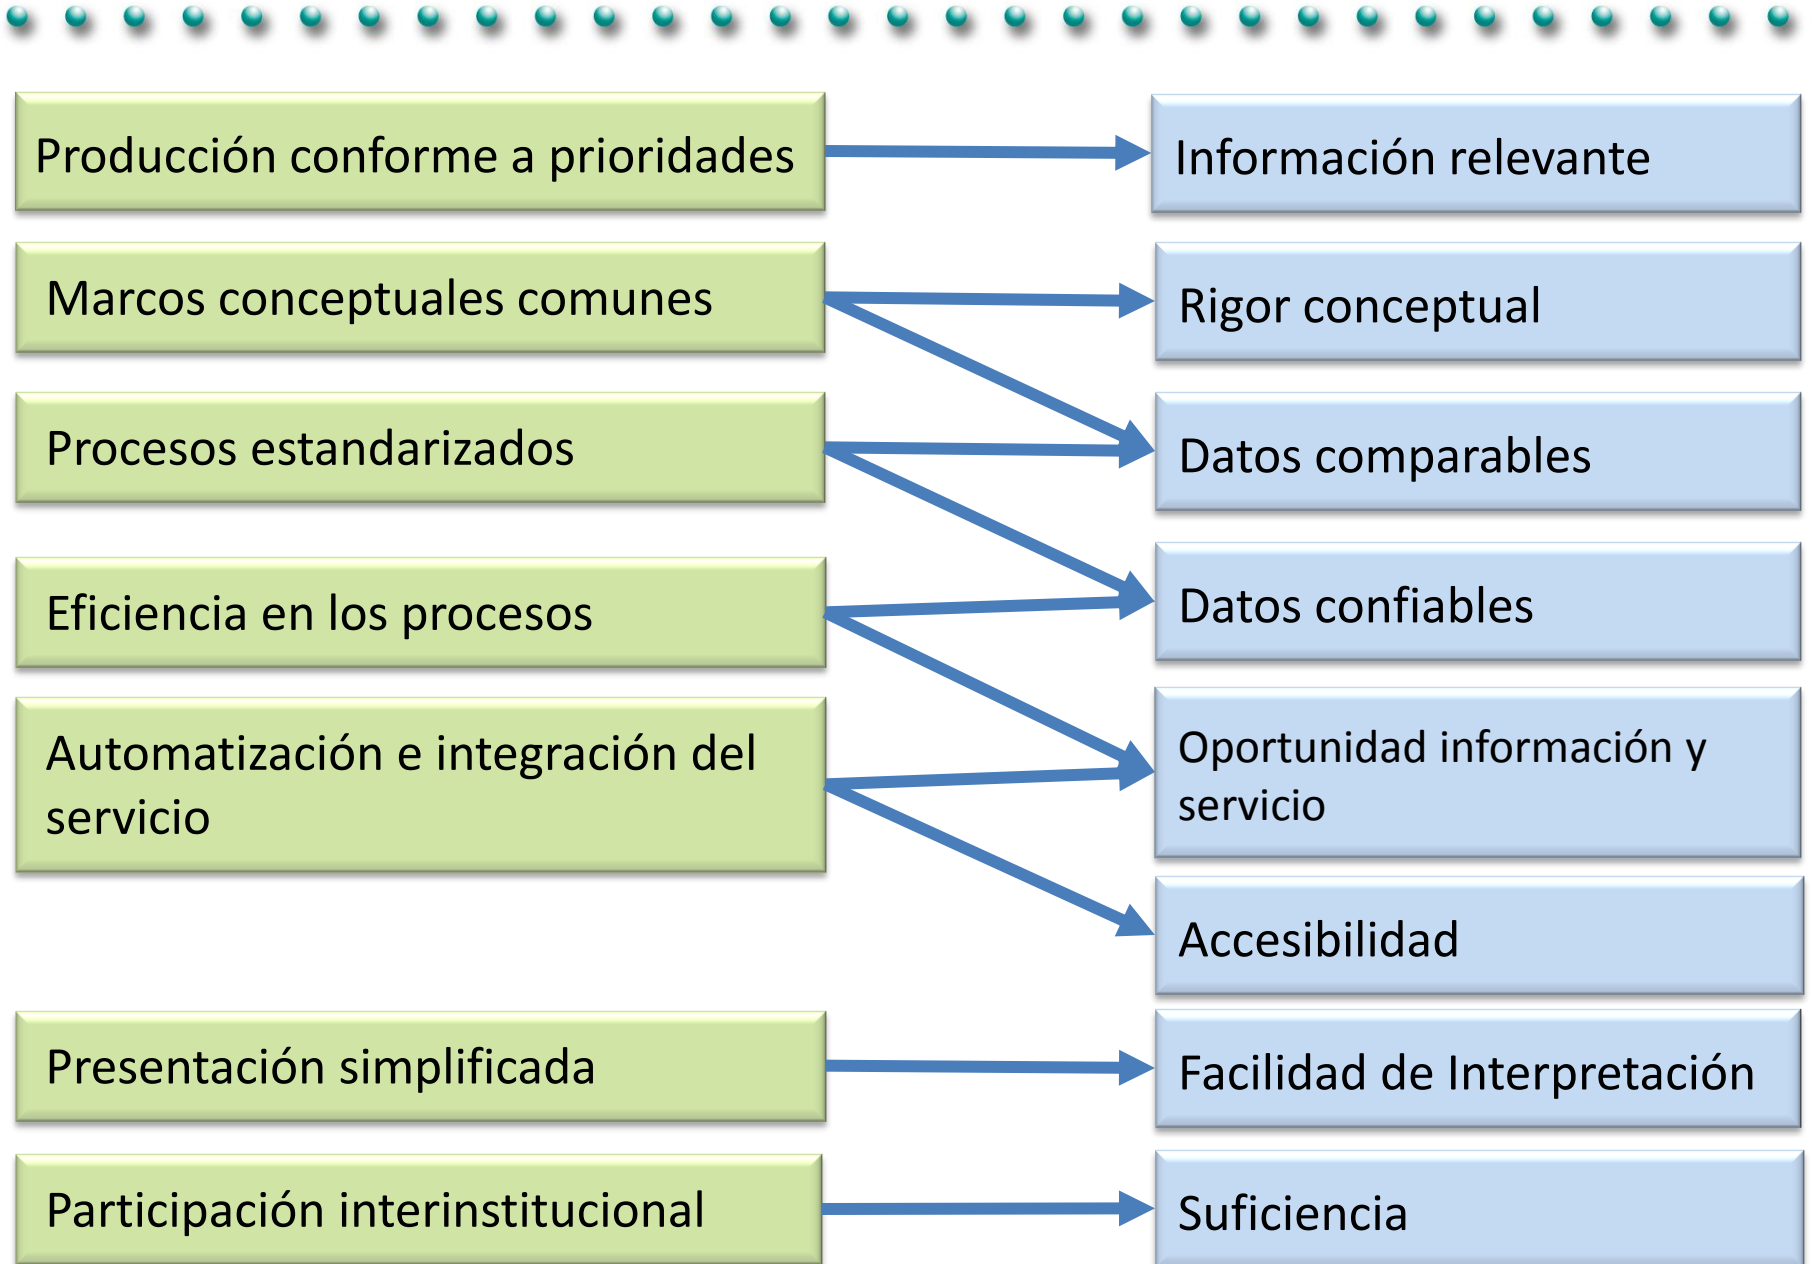 Producción conforme a prioridades
Información relevante
Marcos conceptuales comunes
Rigor conceptual
Procesos estandarizados
Datos comparables
Eficiencia en los procesos
Datos confiables
Automatización e integración del
servicio
Oportunidad información y
servicio
Accesibilidad
Presentación simplificada
Facilidad de Interpretación
Participación interinstitucional
Suficiencia